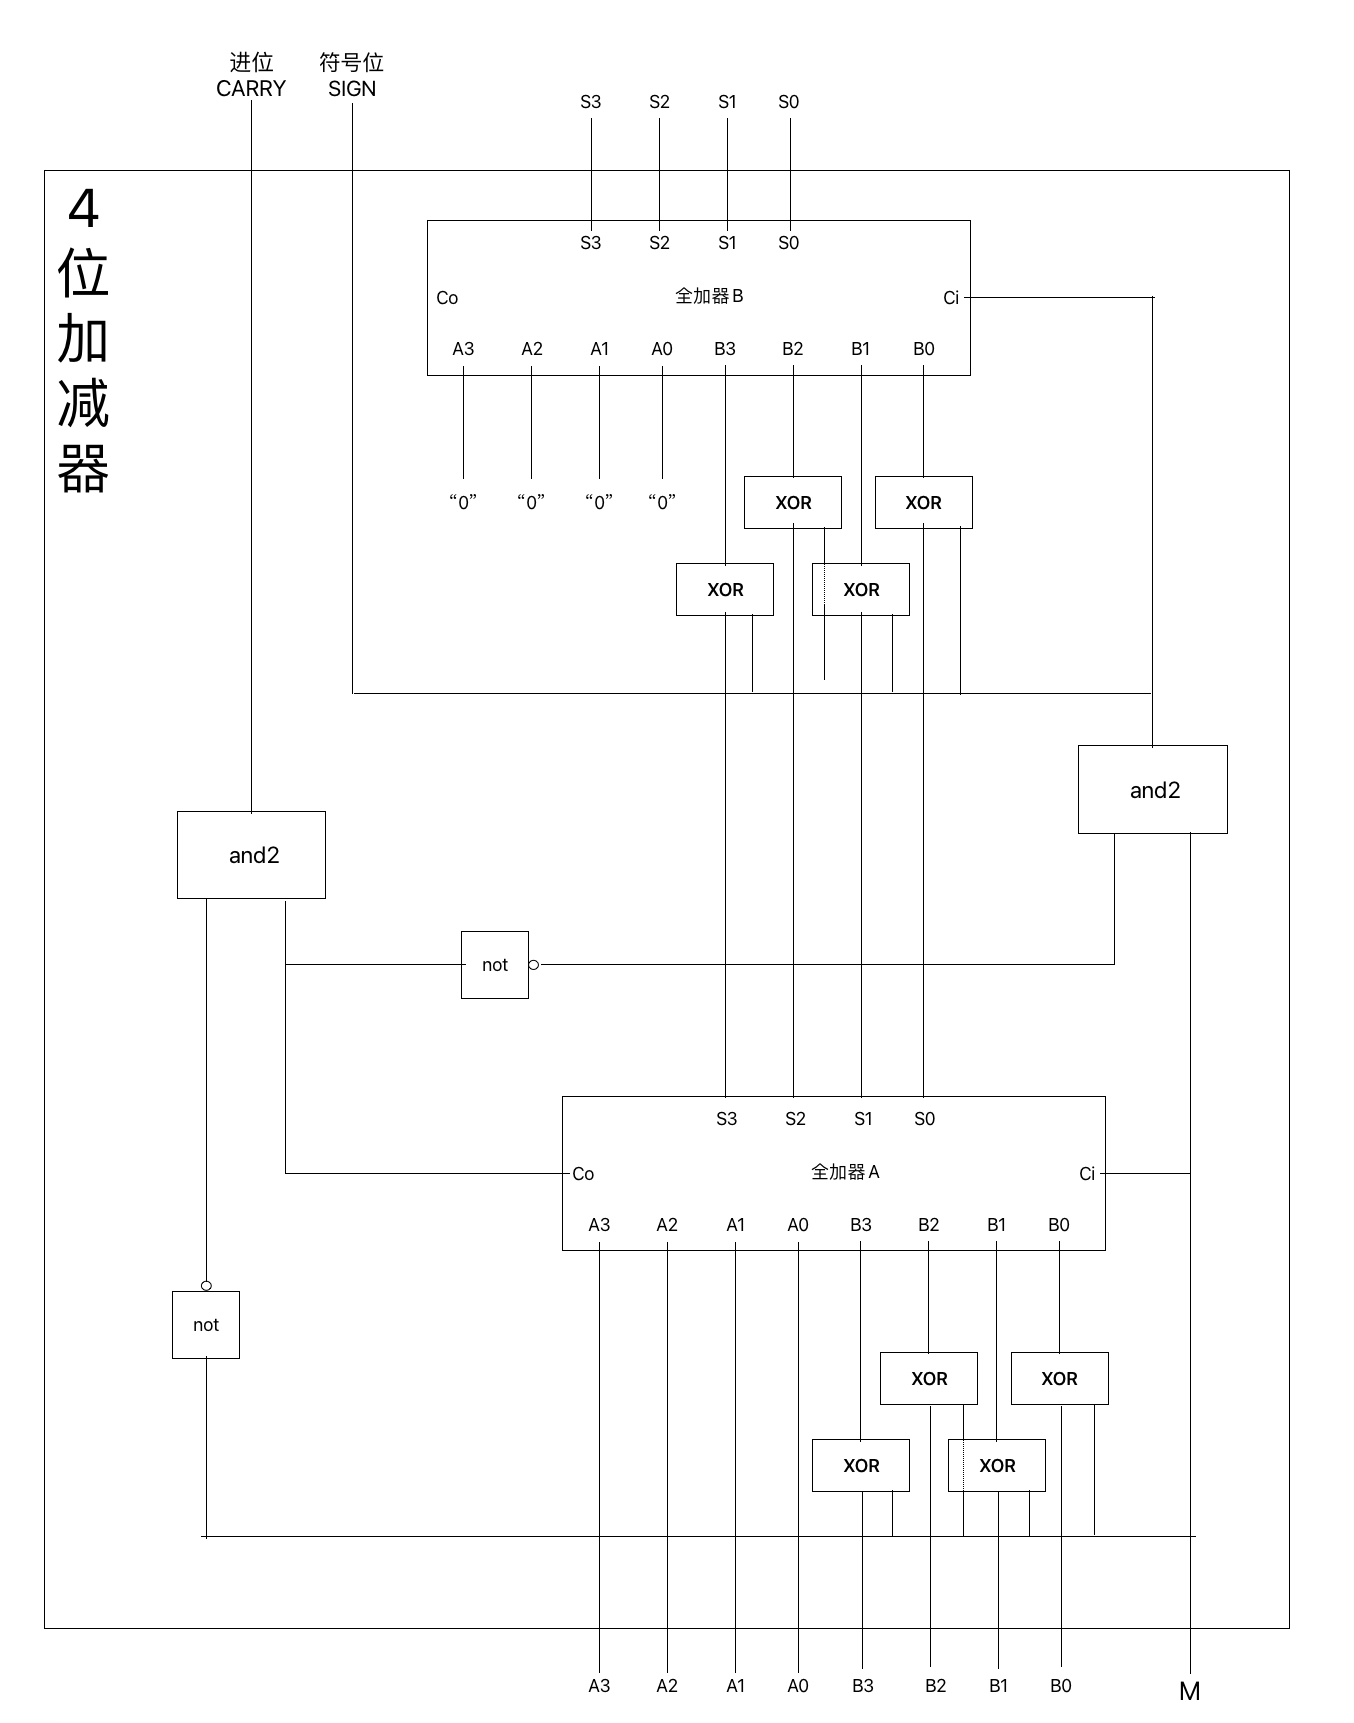 进位 符号位
CARRY SIGN
S3 S2 S1 S0
4
位
加
减
器
S3 S2 S1 S0
Co 全加器 B Ci
A3 A2 A1 A0 B3 B2 B1 B0
“0” “0” “0” “0” XOR XOR
XOR XOR
and2
and2
not
S3 S2 S1 S0
Co 全加器 A Ci
A3 A2 A1 A0 B3 B2 B1 B0
not
XOR XOR
XOR XOR
A3 A2 A1 A0 B3 B2 B1 B0 M